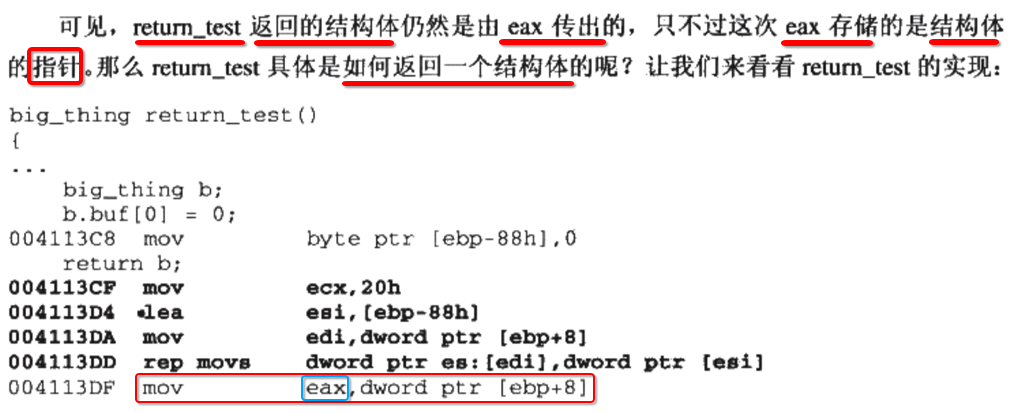 可见，return_test 返回的结构体仍然是由 eax 传出的，只不过这次 eax 存储的是结构体
的指针。那么 return_test 具体是如何返回一个结构体的呢？让我们来看看 return_test 的实现：
big_thing return_test()
{
...
big_thing b;
b.buf[0] = 0;
004113C8 mov byte ptr [ebp-88h],0
return b;
004113CF mov ecx,20h
004113D4 lea esi,[ebp-88h]
004113DA mov edi,dword ptr [ebp+8]
004113DD rep movs dword ptr es:[edi],dword ptr [esi]
004113DF mov eax,dword ptr [ebp+8]